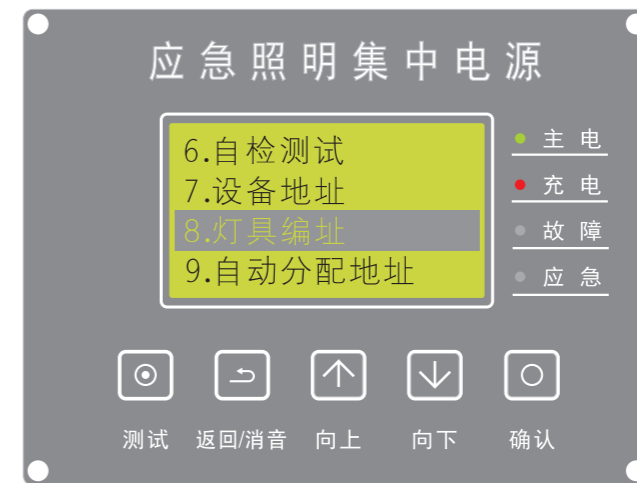 应急照明集中电源
6.自检测试
7.设备地址
8.灯具编址
9.自动分配地址
主电
充电
故障
应急
测试 返回/消音 向上 向下 确认